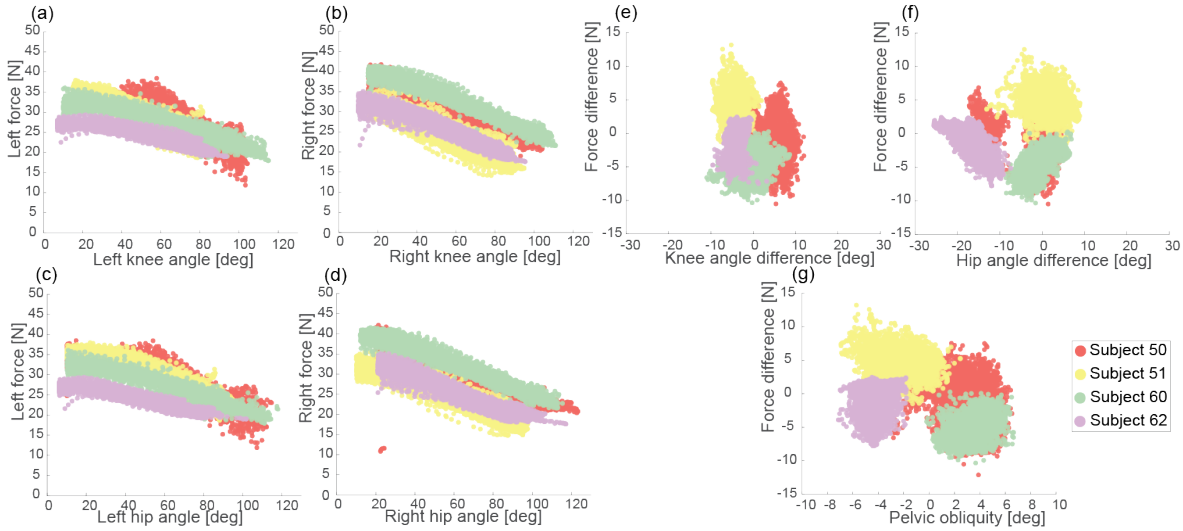 (a)
50
45
40
35
30
25
20
15
10
5
0
Left force [N]
0 20 40 60 80 100 120
Left knee angle [deg]
(b)
50
45
40
35
30
25
20
15
10
5
0
Right force [N]
0 20 40 60 80 100 120
Right knee angle [deg]
(e)
15
10
5
0
-5
-10
-15
Force difference [N]
-30 -20 -10 0 10 20 30
Knee angle difference [deg]
(f)
15
10
5
0
-5
-10
-15
Force difference [N]
-30 -20 -10 0 10 20 30
Hip angle difference [deg]
(c)
50
45
40
35
30
25
20
15
10
5
0
Left force [N]
0 20 40 60 80 100 120
Left hip angle [deg]
(d)
50
45
40
35
30
25
20
15
10
5
0
Right force [N]
0 20 40 60 80 100 120
Right hip angle [deg]
(g)
15
10
5
0
-5
-10
-15
Force difference [N]
-10 -8 -6 -4 -2 0 2 4 6 8 10
Pelvic obliquity [deg]
Subject 50
Subject 51
Subject 60
Subject 62